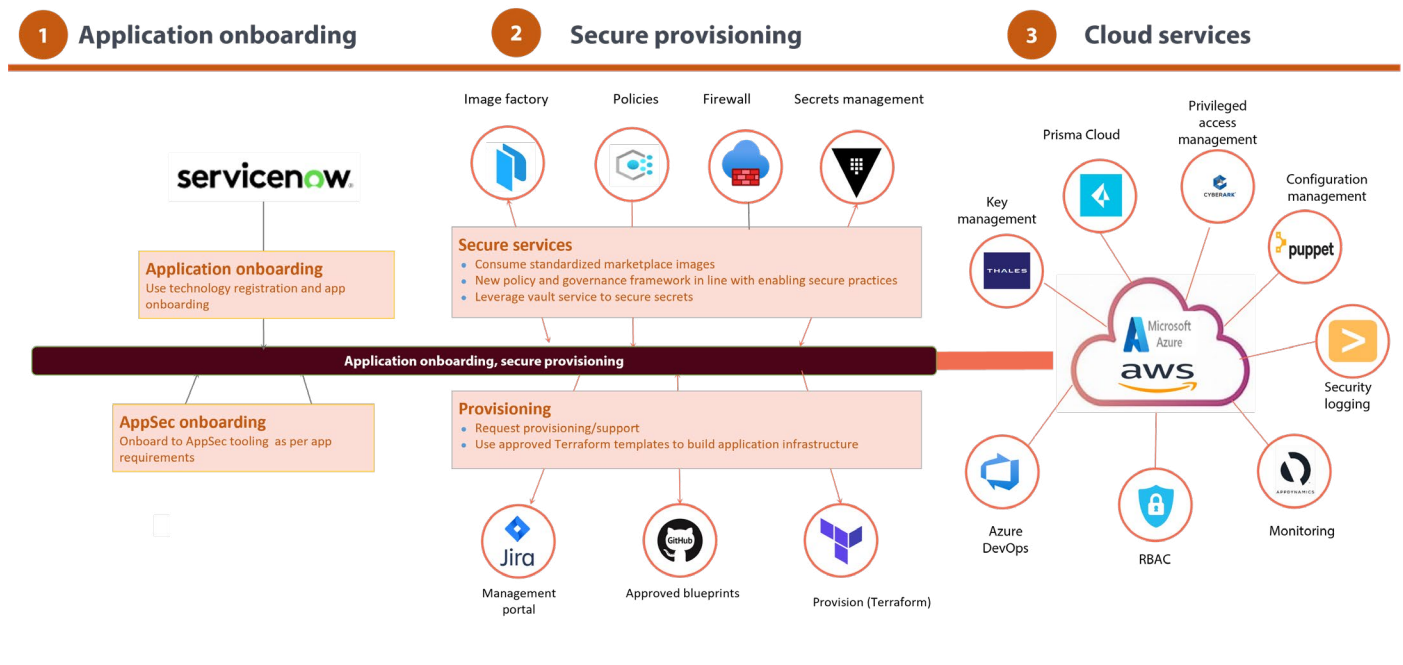 1 Application onboarding
2 Secure provisioning
3 Cloud services
servicenow.
Application onboarding
Use technology registration and app
onboarding
AppSec onboarding
Onboard to AppSec tooling as per app
requirements
Image factory
Policies
Firewall
Secrets management
Secure services
• Consume standardized marketplace images
• New policy and governance framework in line with enabling secure practices
• Leverage vault service to secure secrets
Application onboarding, secure provisioning
Provisioning
• Request provisioning/support
• Use approved Terraform templates to build application infrastructure
Jira
Management
portal
GitHub
Approved blueprints
Provision (Terraform)
Key
management
THALES
Prisma Cloud
Privileged
access
management
CYBERARK
Configuration
management
puppet
Microsoft
Azure
aws
Security
logging
Azure
DevOps
RBAC
APPDYNAMICS
Monitoring